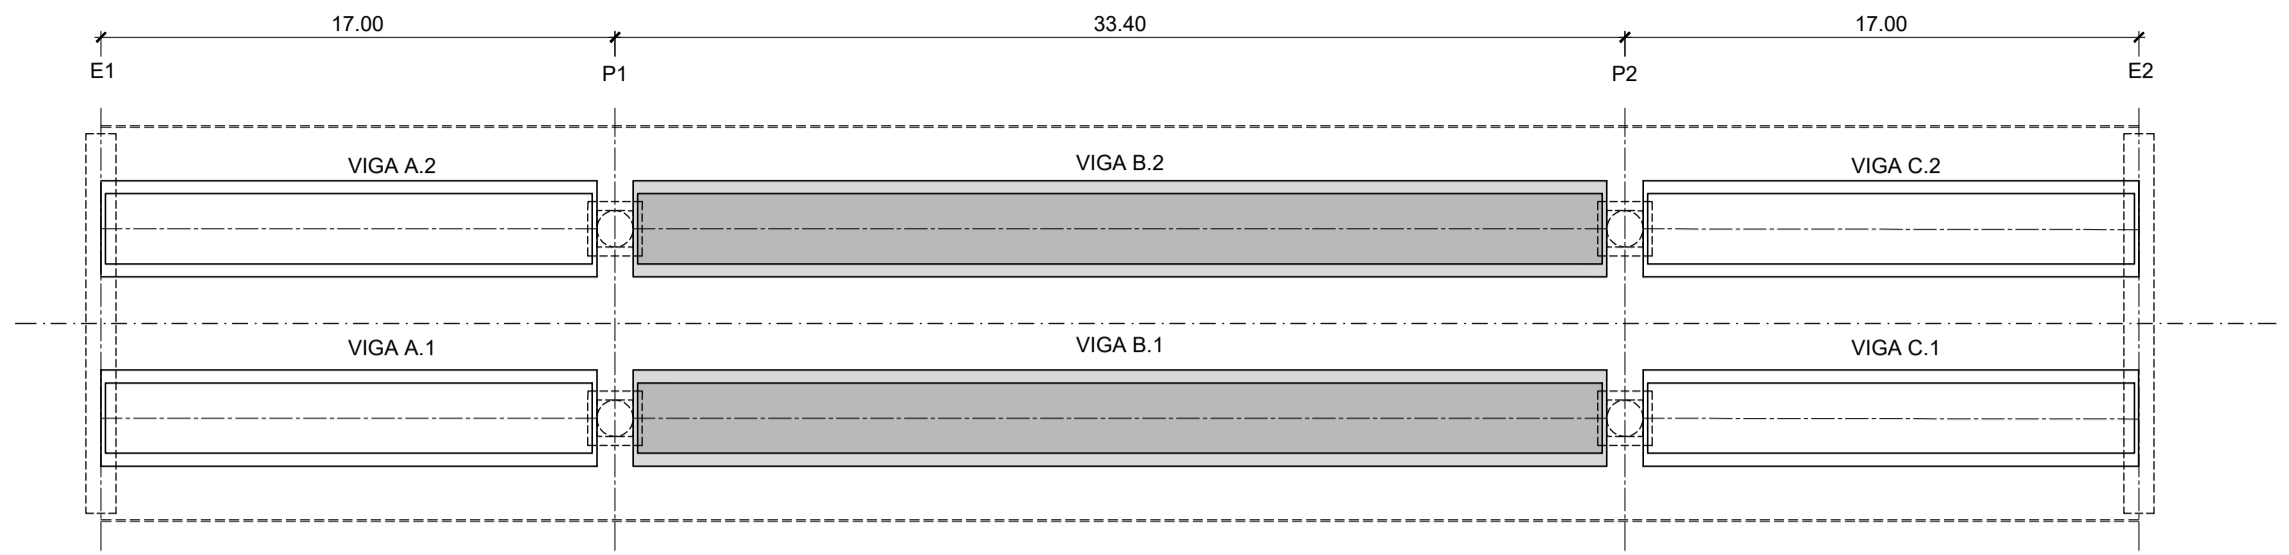 17.00 33.40 17.00
E1 P1 P2 E2
VIGA A.2 VIGA B.2 VIGA C.2
VIGA A.1 VIGA B.1 VIGA C.1